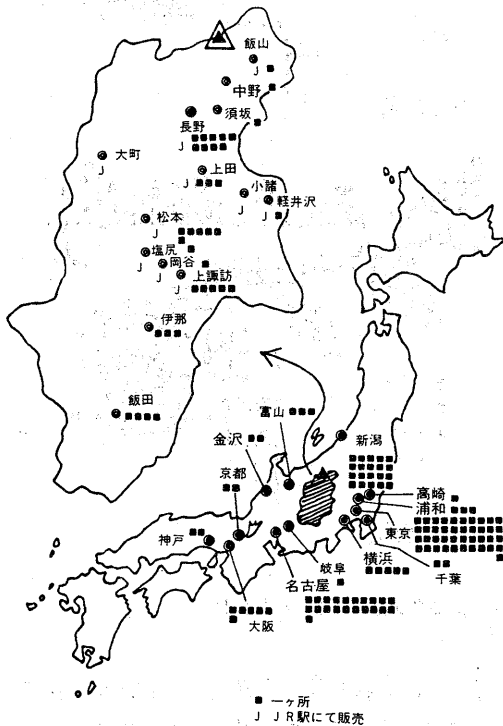 飯山
J
中野
須坂
長野
J
大町
J
上田
J
小諸
J
軽井沢
J
松本
J
塩尻
J
岡谷
J
上諏訪
J
伊那
飯田
富山
新潟
金沢
京都
高崎
浦和
東京
神戸
岐阜
横浜
千葉
名古屋
大阪
■ 一ヶ所
J JR駅にて販売